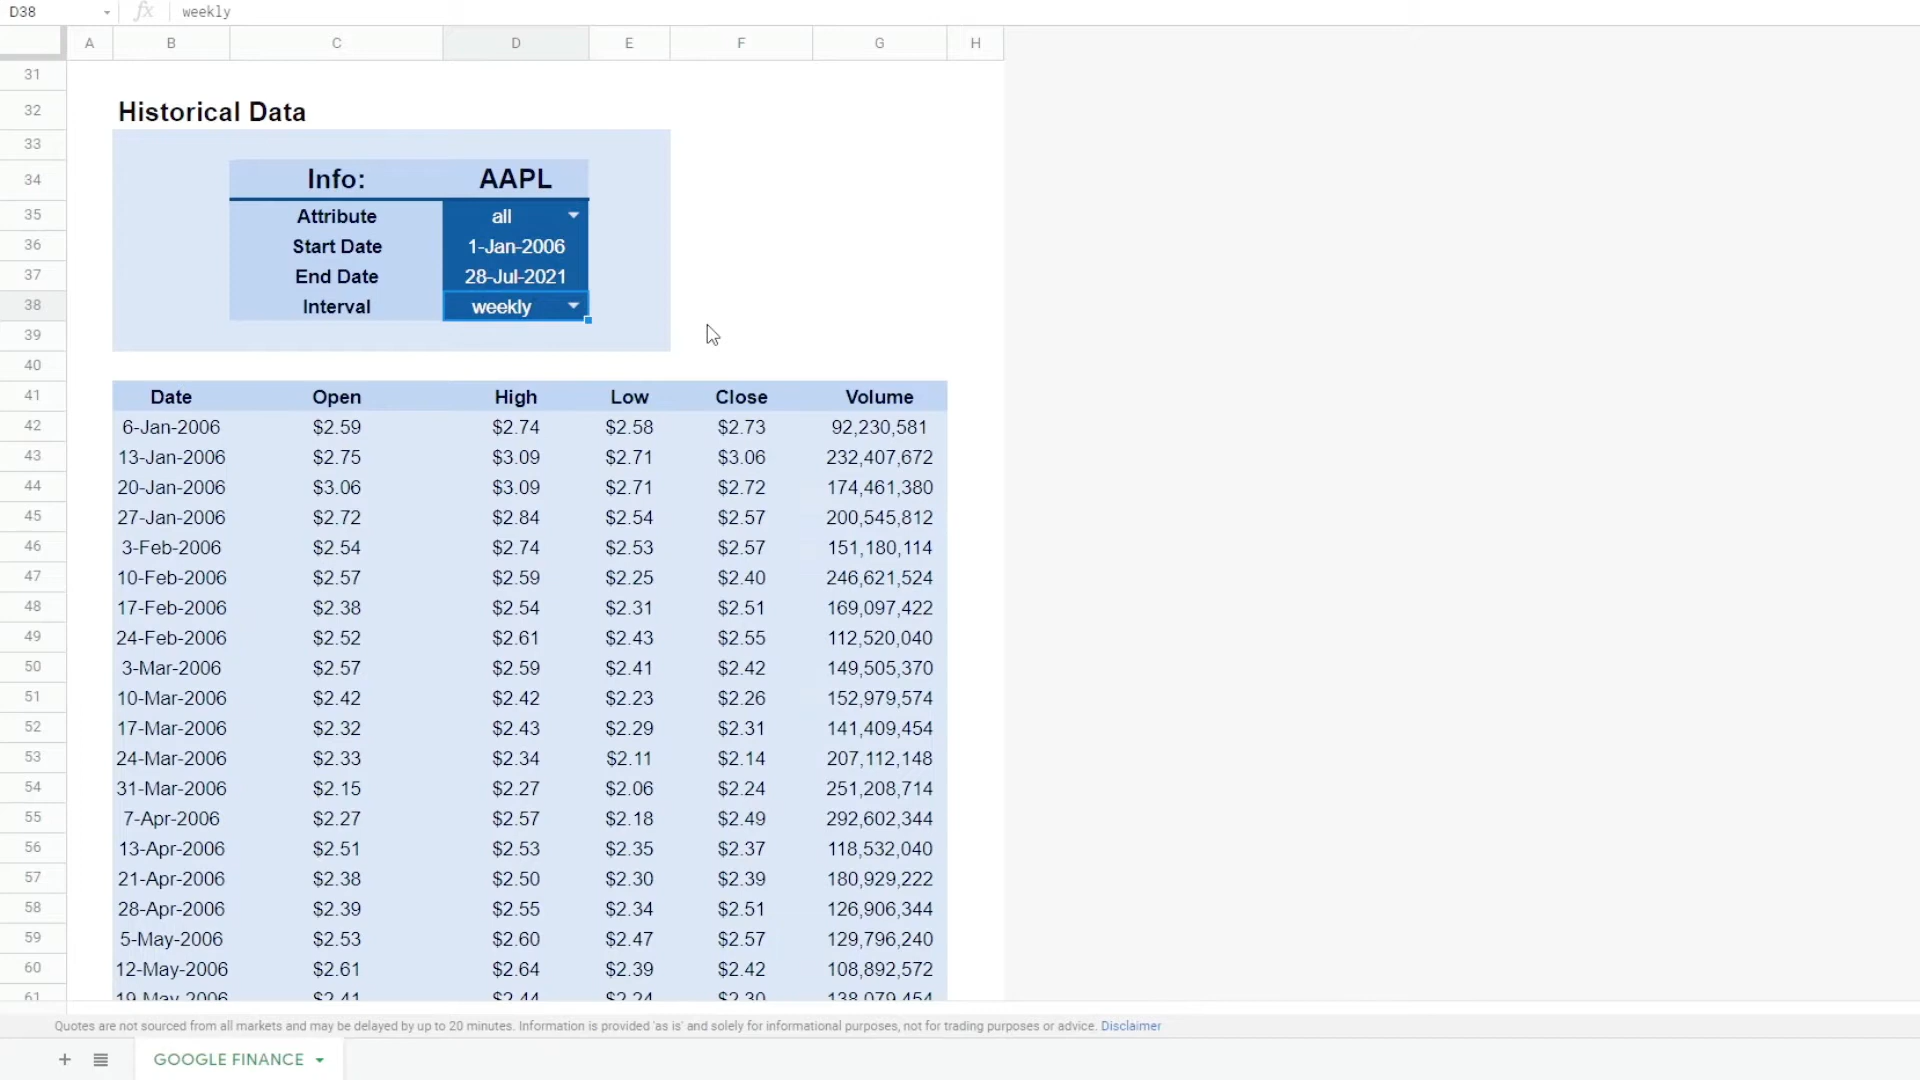 D38 fx weekly
A B C D E F G H
31
32 Historical Data
33
34 Info: AAPL
35 Attribute all
36 Start Date 1-Jan-2006
37 End Date 28-Jul-2021
38 Interval weekly
39
40
41 Date Open High Low Close Volume
42 6-Jan-2006 $2.59 $2.74 $2.58 $2.73 92,230,581
43 13-Jan-2006 $2.75 $3.09 $2.71 $3.06 232,407,672
44 20-Jan-2006 $3.06 $3.09 $2.71 $2.72 174,461,380
45 27-Jan-2006 $2.72 $2.84 $2.54 $2.57 200,545,812
46 3-Feb-2006 $2.54 $2.74 $2.53 $2.57 151,180,114
47 10-Feb-2006 $2.57 $2.59 $2.25 $2.40 246,621,524
48 17-Feb-2006 $2.38 $2.54 $2.31 $2.51 169,097,422
49 24-Feb-2006 $2.52 $2.61 $2.43 $2.55 112,520,040
50 3-Mar-2006 $2.57 $2.59 $2.41 $2.42 149,505,370
51 10-Mar-2006 $2.42 $2.42 $2.23 $2.26 152,979,574
52 17-Mar-2006 $2.32 $2.43 $2.29 $2.31 141,409,454
53 24-Mar-2006 $2.33 $2.34 $2.11 $2.14 207,112,148
54 31-Mar-2006 $2.15 $2.27 $2.06 $2.24 251,208,714
55 7-Apr-2006 $2.27 $2.57 $2.18 $2.49 292,602,344
56 13-Apr-2006 $2.51 $2.53 $2.35 $2.37 118,532,040
57 21-Apr-2006 $2.38 $2.50 $2.30 $2.39 180,929,222
58 28-Apr-2006 $2.39 $2.55 $2.34 $2.51 126,906,344
59 5-May-2006 $2.53 $2.60 $2.47 $2.57 129,796,240
60 12-May-2006 $2.61 $2.64 $2.39 $2.42 108,892,572
61 19-May-2006 $2.41 $2.44 $2.24 $2.30 138,079,454
Quotes are not sourced from all markets and may be delayed by up to 20 minutes. Information is provided 'as is' and solely for informational purposes, not for trading purposes or advice. Disclaimer
+ GOOGLE FINANCE